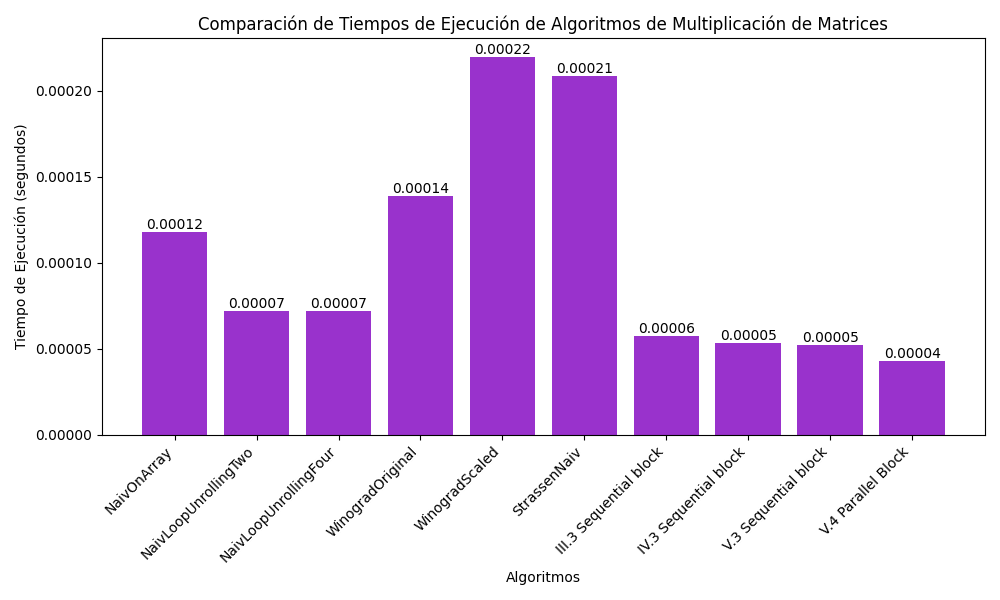 Comparación de Tiempos de Ejecución de Algoritmos de Multiplicación de Matrices
Tiempo de Ejecución (segundos)
0.00020
0.00015
0.00010
0.00005
0.00000
0.00012
0.00007
0.00007
0.00014
0.00022
0.00021
0.00006
0.00005
0.00005
0.00004
NaivOnArray
NaivLoopUnrollingTwo
NaivLoopUnrollingFour
WinogradOriginal
WinogradScaled
StrassenNaiv
III.3 Sequential block
IV.3 Sequential block
V.3 Sequential block
V.4 Parallel Block
Algoritmos